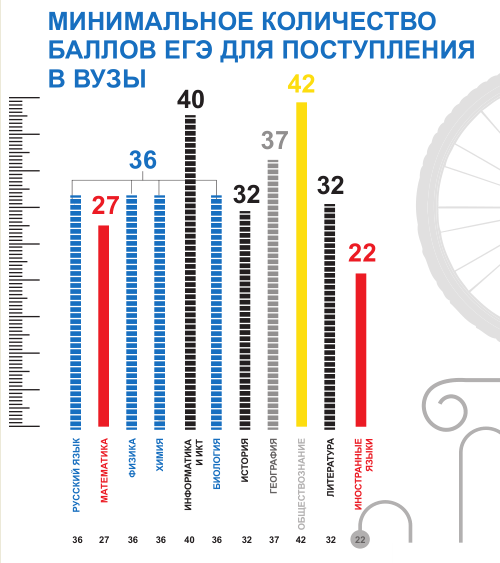 МИНИМАЛЬНОЕ КОЛИЧЕСТВО
БАЛЛОВ ЕГЭ ДЛЯ ПОСТУПЛЕНИЯ
В ВУЗЫ
42
40
37
36
32
32
27
22
РУССКИЙ ЯЗЫК
МАТЕМАТИКА
ФИЗИКА
ХИМИЯ
ИНФОРМАТИКА
И ИКТ
БИОЛОГИЯ
ИСТОРИЯ
ГЕОГРАФИЯ
ОБЩЕСТВОЗНАНИЕ
ЛИТЕРАТУРА
ИНОСТРАННЫЕ
ЯЗЫКИ
36 27 36 36 40 36 32 37 42 32 22